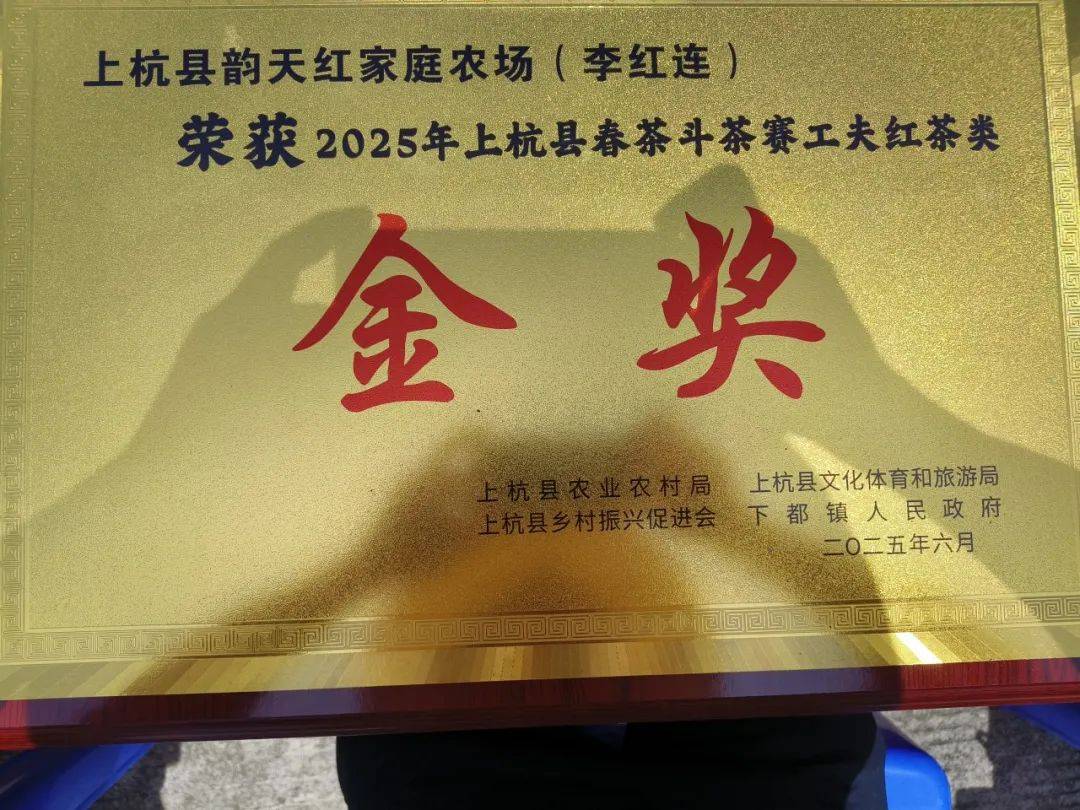 上杭县韵天红家庭农场（李红连）
荣获2025年上杭县春茶斗茶赛工夫红茶类
金奖
上杭县农业农村局 上杭县文化体育和旅游局
上杭县乡村振兴促进会 下都镇人民政府
二〇二五年六月